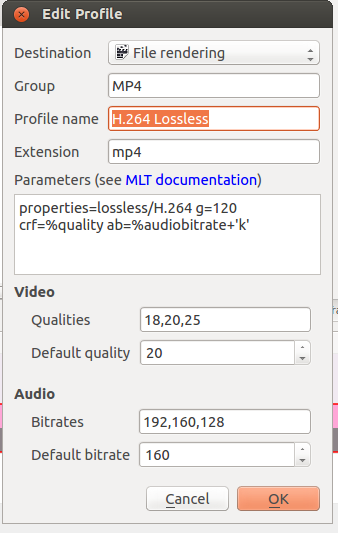 Edit Profile
Destination File rendering
Group MP4
Profile name H.264 Lossless
Extension mp4
Parameters (see MLT documentation)
properties=lossless/H.264 g=120
crf=%quality ab=%audiobitrate+'k'
Video
Qualities 18,20,25
Default quality 20
Audio
Bitrates 192,160,128
Default bitrate 160
Cancel OK